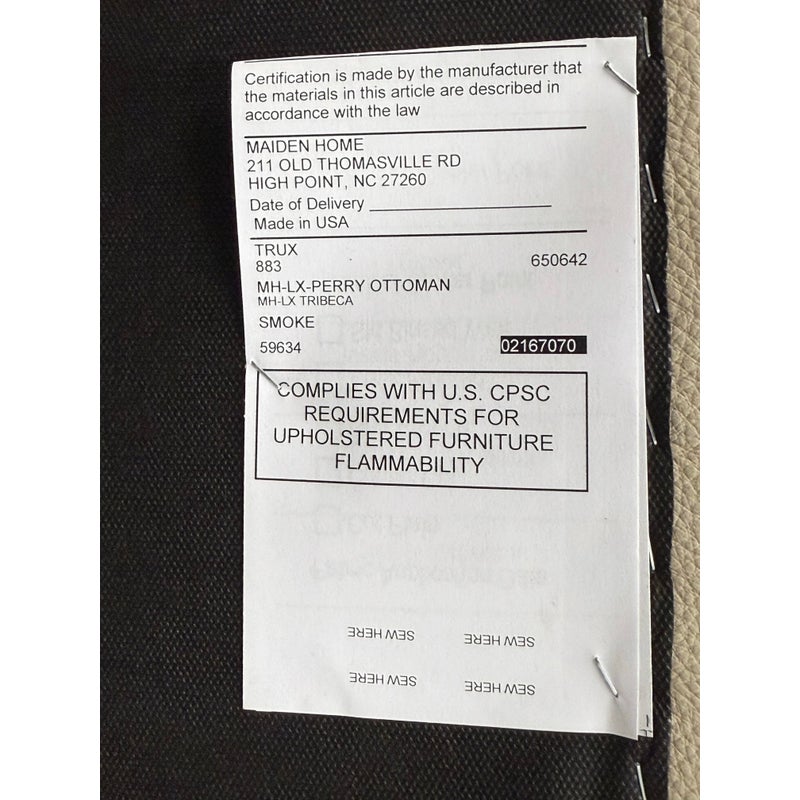 Certification is made by the manufacturer that
the materials in this article are described in
accordance with the law
MAIDEN HOME
211 OLD THOMASVILLE RD
HIGH POINT, NC 27260
Date of Delivery
Made in USA
TRUX
883 650642
MH-LX-PERRY OTTOMAN
MH-LX TRIBECA
SMOKE
59634 02167070
COMPLIES WITH U.S. CPSC
REQUIREMENTS FOR
UPHOLSTERED FURNITURE
FLAMMABILITY
SEW HERE SEW HERE
SEW HERE SEW HERE